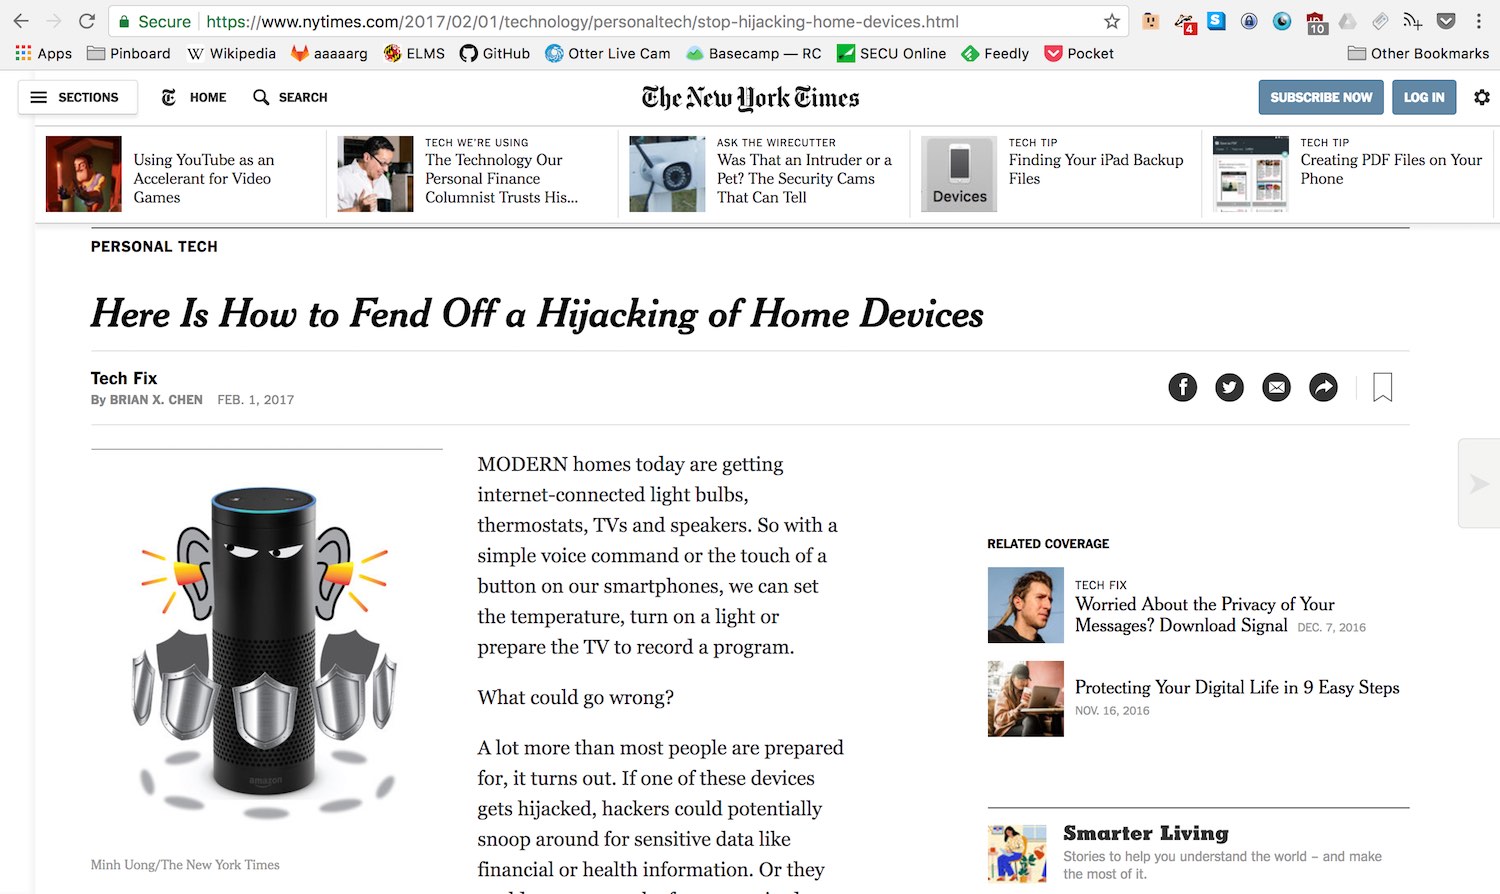 Secure https://www.nytimes.com/2017/02/01/technology/personaltech/stop-hijacking-home-devices.html
4
10
Apps Pinboard Wikipedia aaaaarg ELMS GitHub Otter Live Cam Basecamp — RC SECU Online Feedly Pocket Other Bookmarks
SECTIONS HOME SEARCH The New York Times SUBSCRIBE NOW LOG IN
Using YouTube as an
Accelerant for Video
Games
TECH WE'RE USING
The Technology Our
Personal Finance
Columnist Trusts His...
ASK THE WIRECUTTER
Was That an Intruder or a
Pet? The Security Cams
That Can Tell
Devices
TECH TIP
Finding Your iPad Backup
Files
TECH TIP
Creating PDF Files on Your
Phone
PERSONAL TECH
Here Is How to Fend Off a Hijacking of Home Devices
Tech Fix
By BRIAN X. CHEN FEB. 1, 2017
amazon
Minh Uong/The New York Times
MODERN homes today are getting
internet-connected light bulbs,
thermostats, TVs and speakers. So with a
simple voice command or the touch of a
button on our smartphones, we can set
the temperature, turn on a light or
prepare the TV to record a program.
What could go wrong?
A lot more than most people are prepared
for, it turns out. If one of these devices
gets hijacked, hackers could potentially
snoop around for sensitive data like
financial or health information. Or they
RELATED COVERAGE
TECH FIX
Worried About the Privacy of Your
Messages? Download Signal DEC. 7, 2016
Protecting Your Digital Life in 9 Easy Steps
NOV. 16, 2016
Smarter Living
Stories to help you understand the world – and make
the most of it.